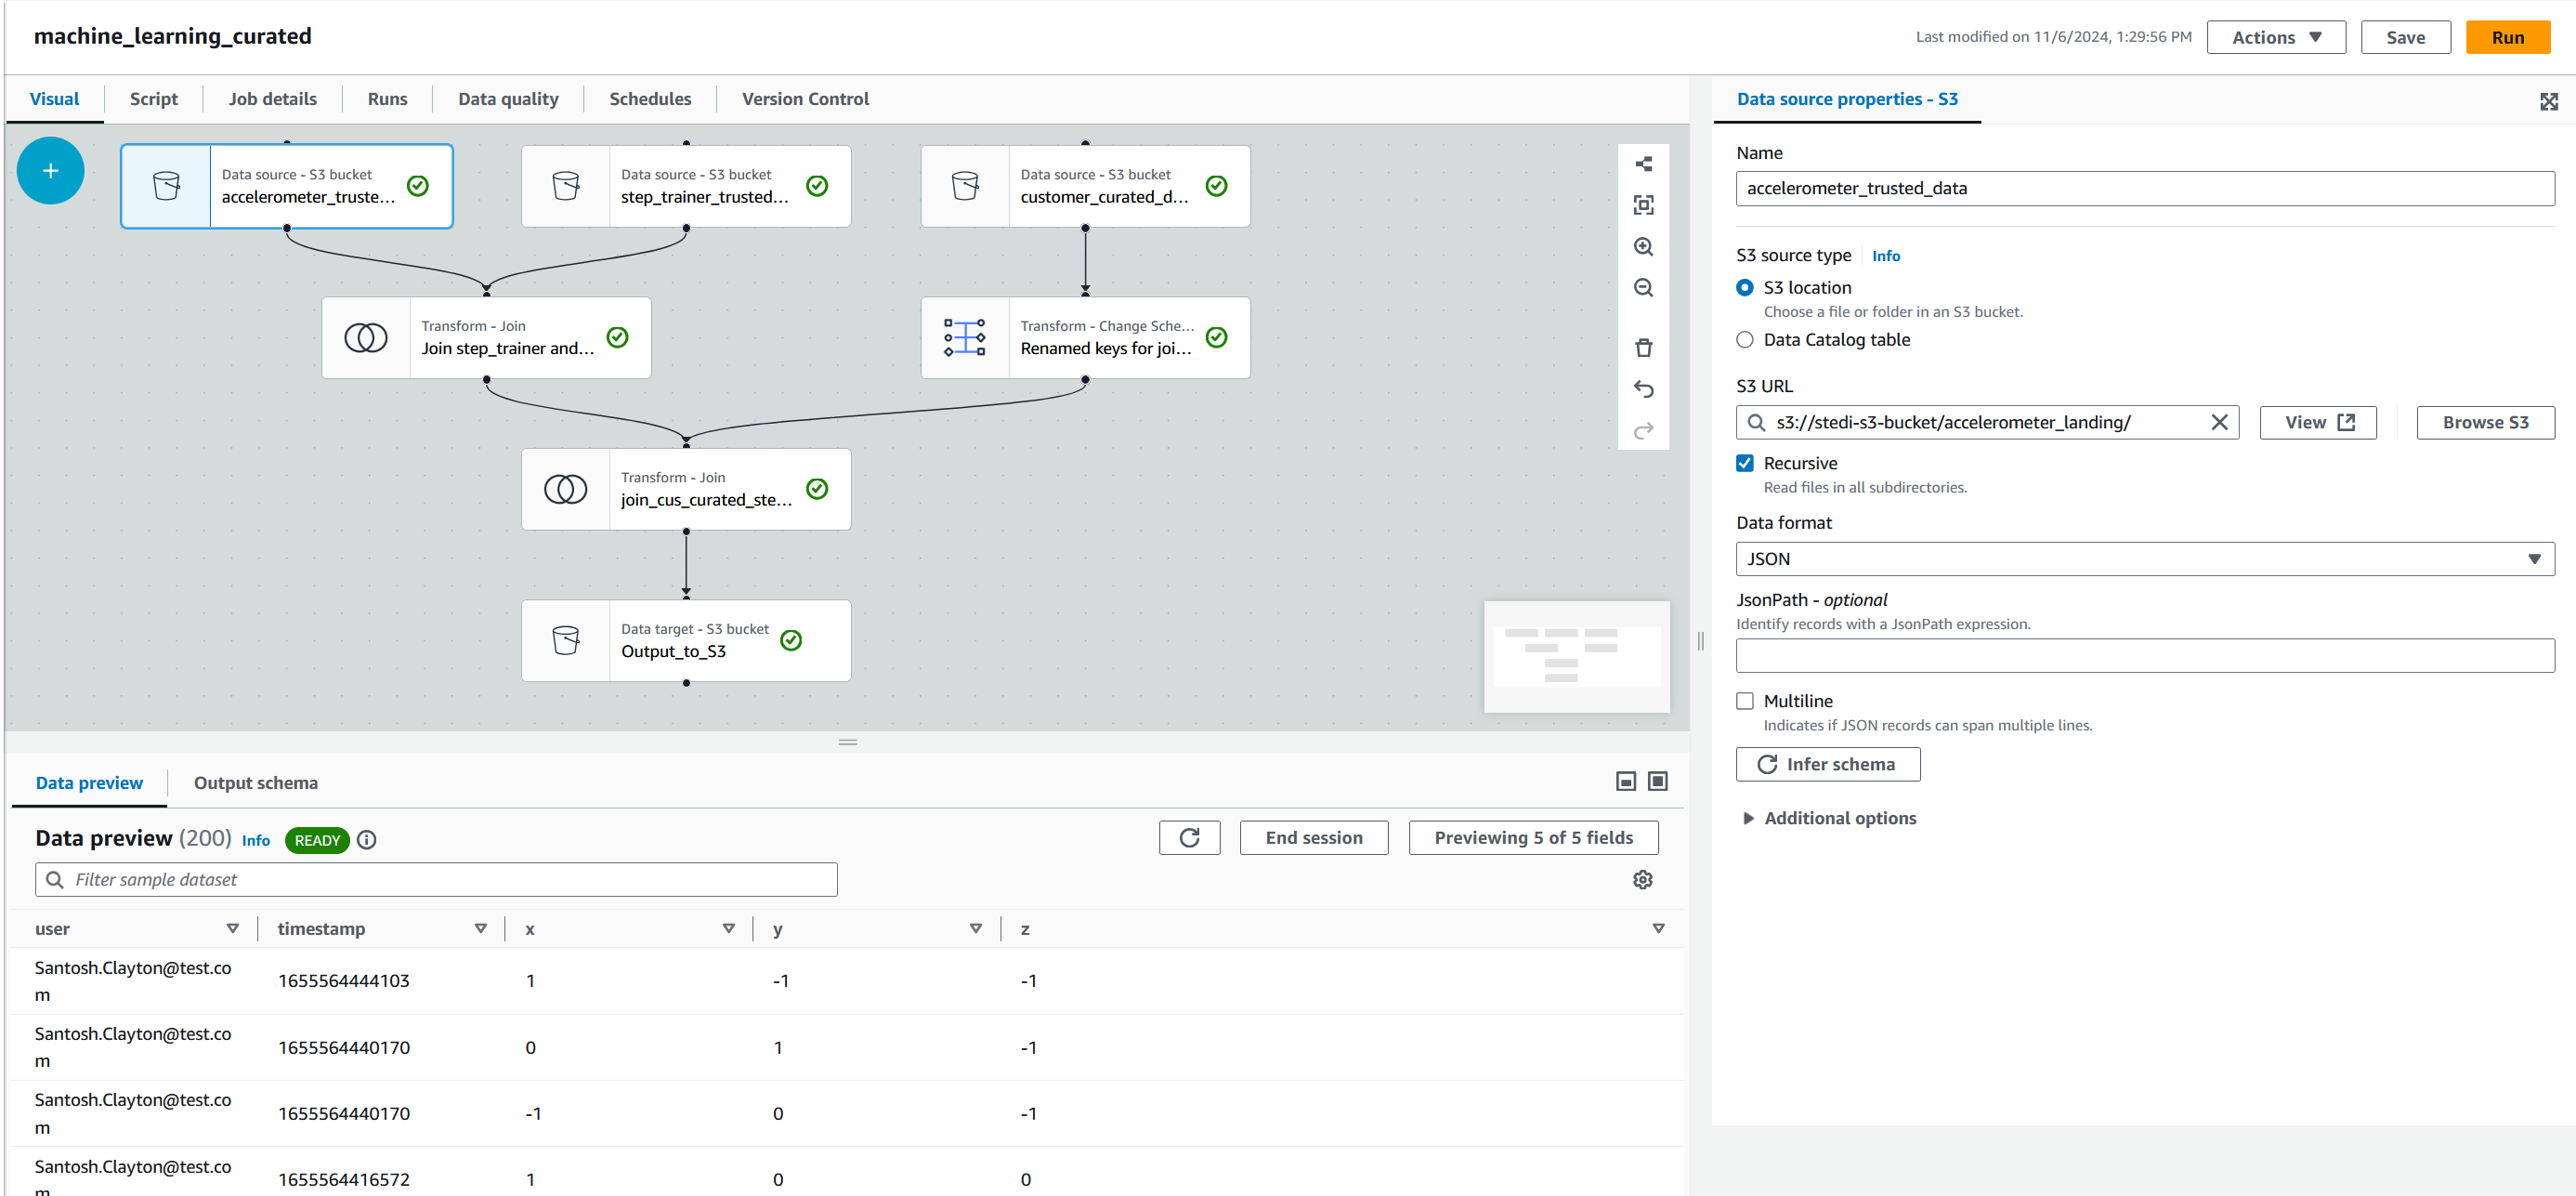 machine_learning_curated
Last modified on 11/6/2024, 1:29:56 PM
Actions
Save
Run
Visual
Script
Job details
Runs
Data quality
Schedules
Version Control
Data source - S3 bucket
accelerometer_truste...
Data source - S3 bucket
step_trainer_trusted...
Data source - S3 bucket
customer_curated_d...
Transform - Join
Join step_trainer and...
Transform - Change Sche...
Renamed keys for joi...
Transform - Join
join_cus_curated_ste...
Data target - S3 bucket
Output_to_S3
Data preview
Output schema
Data preview (200) Info READY
End session
Previewing 5 of 5 fields
Filter sample dataset
user timestamp x y z
Santosh.Clayton@test.co
m
1655564444103 1 -1 -1
Santosh.Clayton@test.co
m
1655564440170 0 1 -1
Santosh.Clayton@test.co
m
1655564440170 -1 0 -1
Santosh.Clayton@test.co
m
1655564416572 1 0 0
Data source properties - S3
Name
accelerometer_trusted_data
S3 source type Info
S3 location
Choose a file or folder in an S3 bucket.
Data Catalog table
S3 URL
s3://stedi-s3-bucket/accelerometer_landing/
View
Browse S3
Recursive
Read files in all subdirectories.
Data format
JSON
JsonPath - optional
Identify records with a JsonPath expression.
Multiline
Indicates if JSON records can span multiple lines.
Infer schema
Additional options